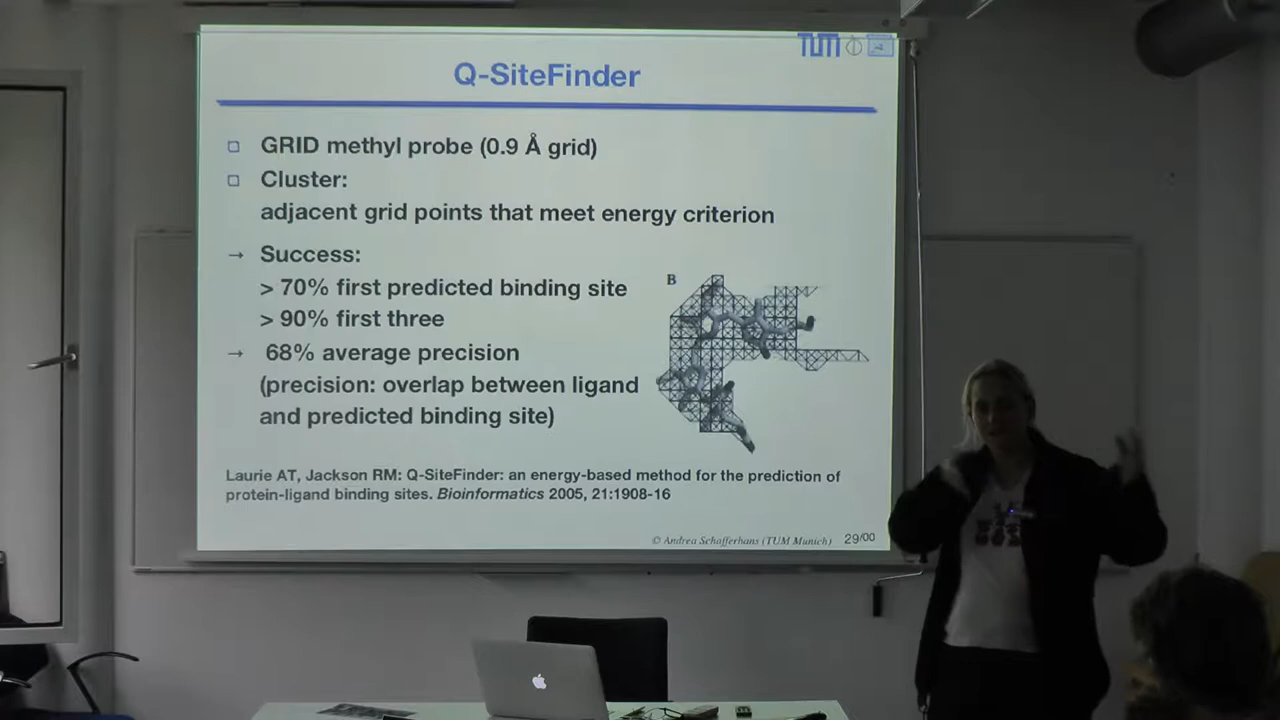 TUM
Q-SiteFinder
GRID methyl probe (0.9 Å grid)
Cluster:
adjacent grid points that meet energy criterion
→ Success:
> 70% first predicted binding site
> 90% first three
→ 68% average precision
(precision: overlap between ligand
and predicted binding site)
B
Laurie AT, Jackson RM: Q-SiteFinder: an energy-based method for the prediction of
protein-ligand binding sites. Bioinformatics 2005, 21:1908-16
© Andrea Schafferhans (TUM Munich) 29/00